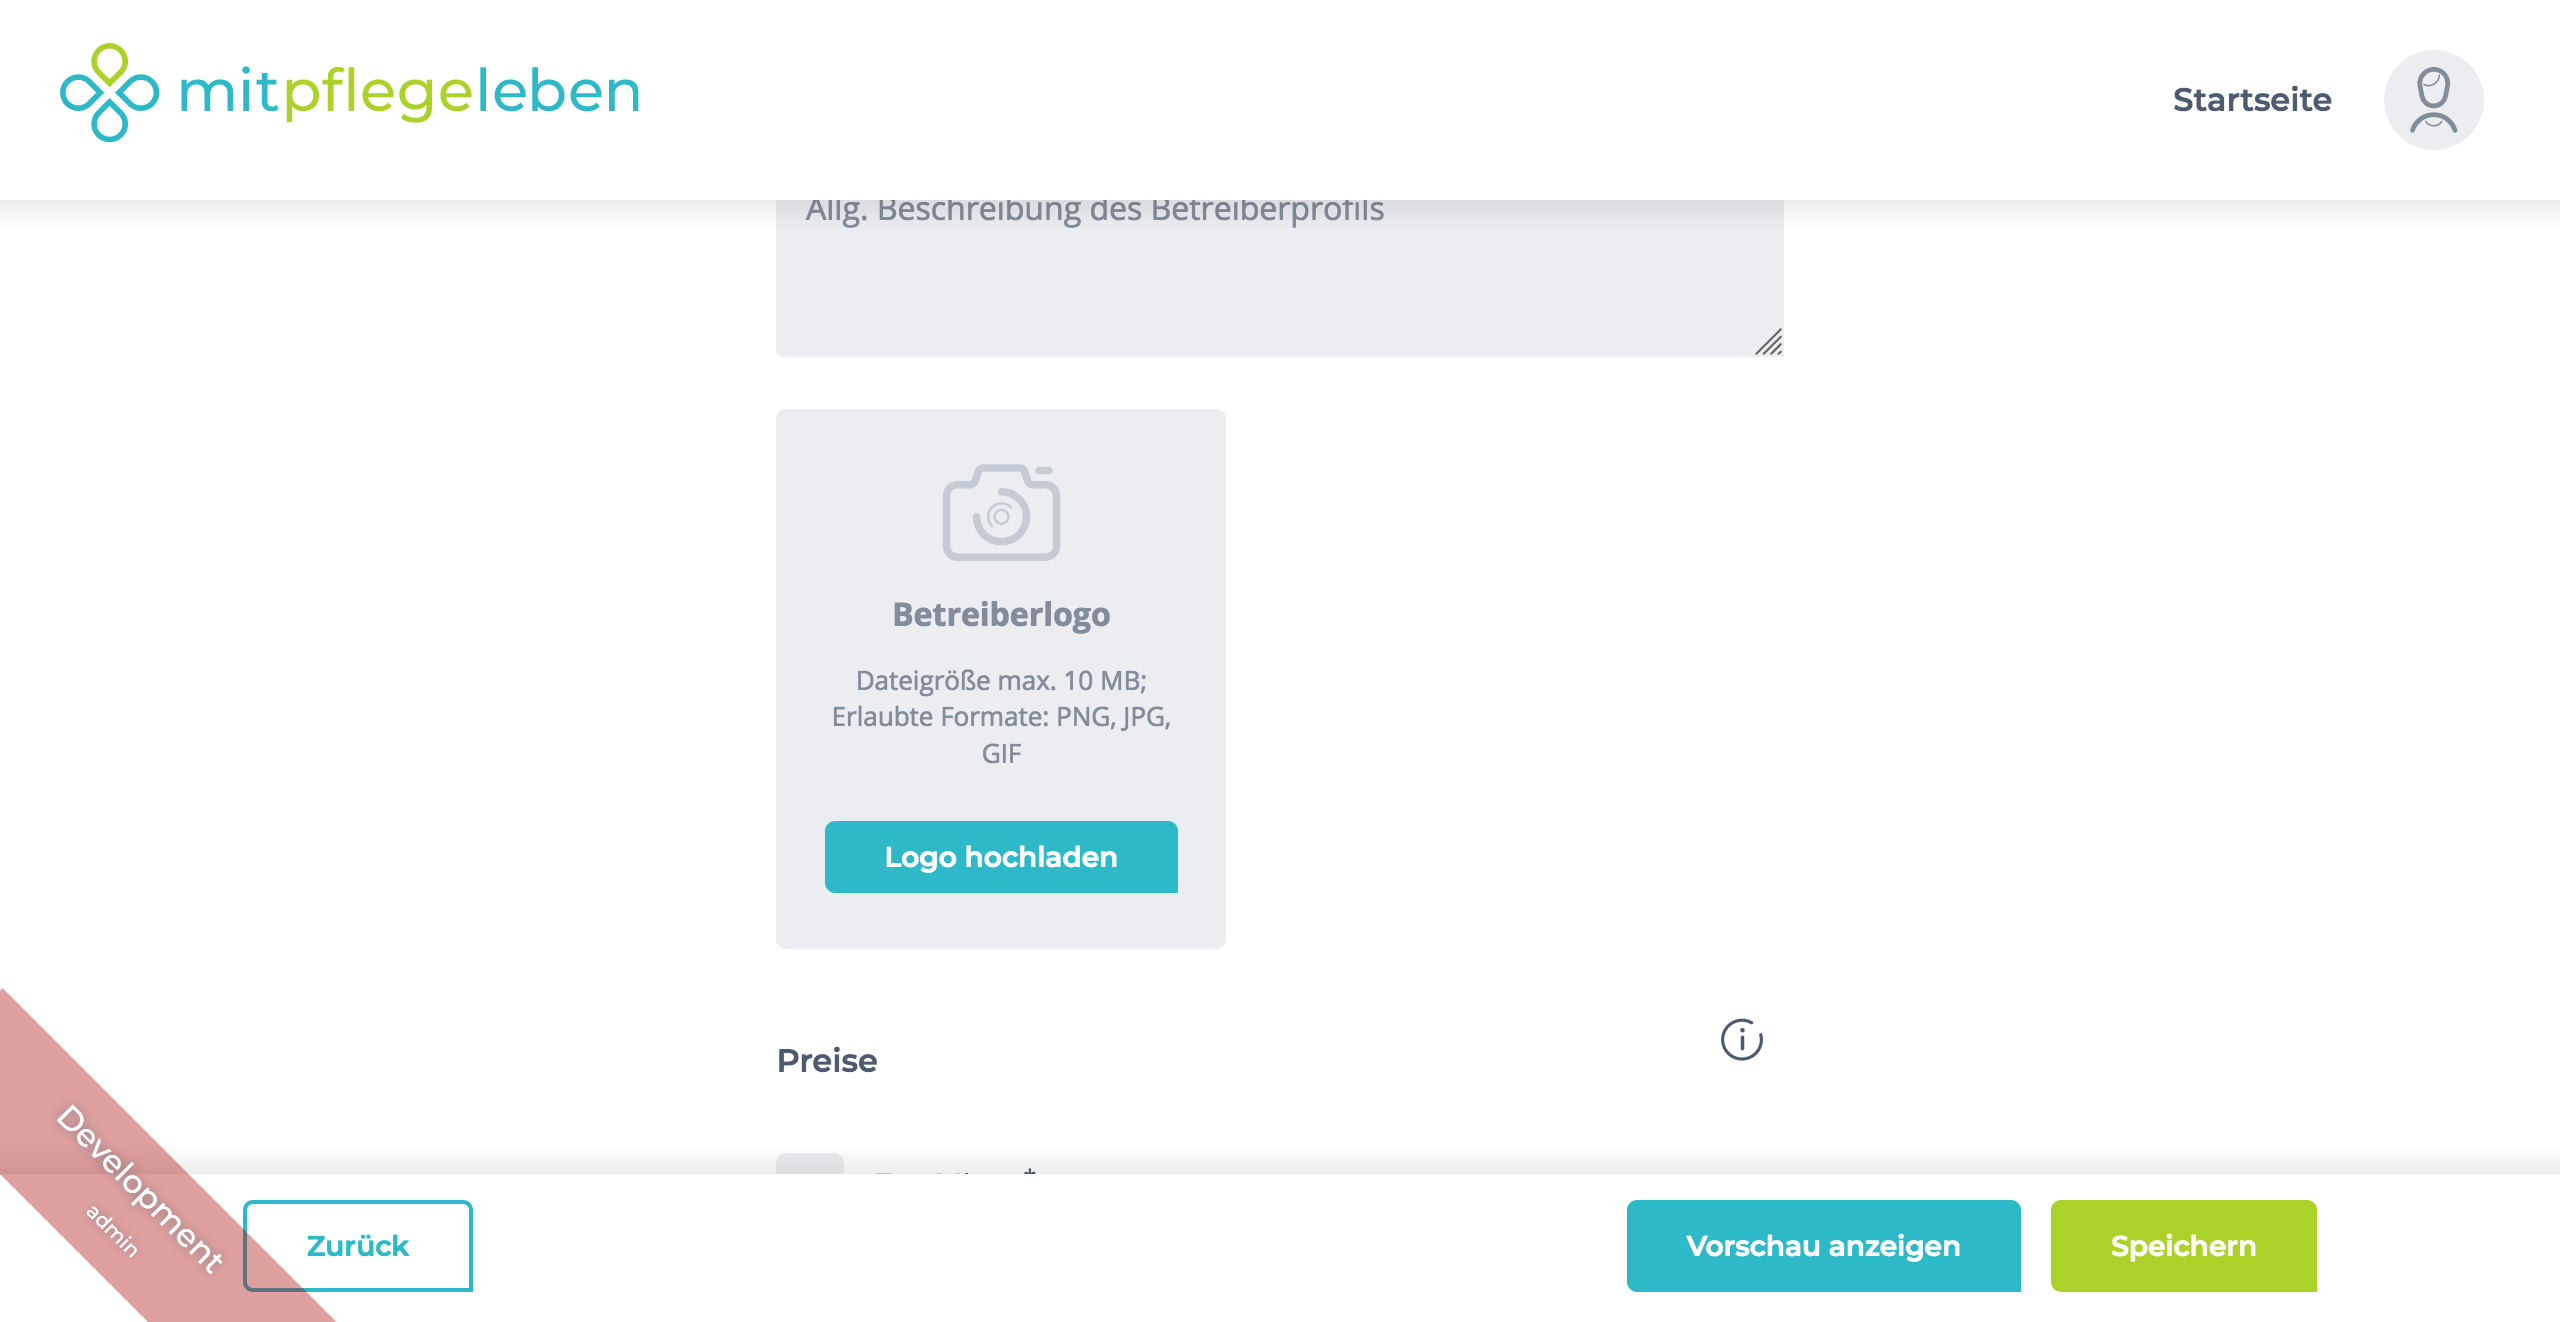 mitpflegeleben
Startseite
Allg. Beschreibung des Betreiberprofils
Betreiberlogo
Dateigröße max. 10 MB;
Erlaubte Formate: PNG, JPG,
GIF
Logo hochladen
Preise
Development
admin
Zurück
Vorschau anzeigen
Speichern